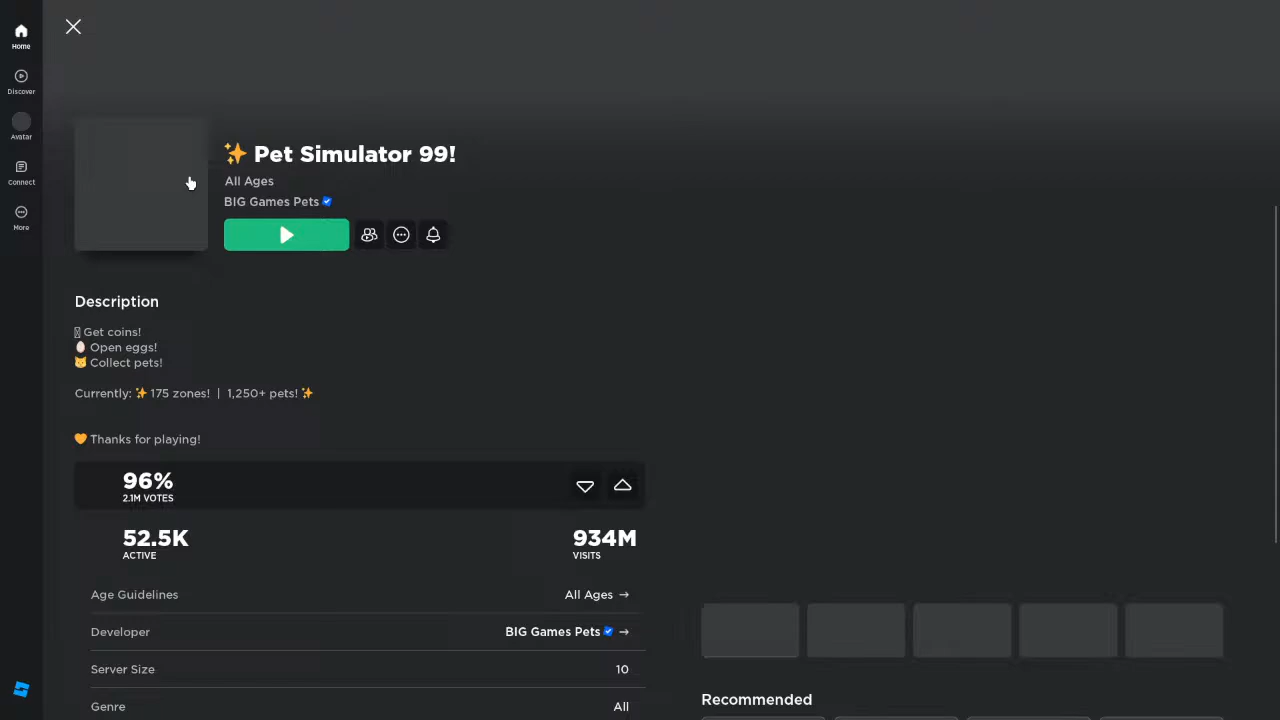 Home
Discover
Avatar
Connect
More
✨ Pet Simulator 99!
All Ages
BIG Games Pets
Description
Get coins!
🥚 Open eggs!
🐱 Collect pets!
Currently: ✨ 175 zones! | 1,250+ pets! ✨
🧡 Thanks for playing!
96%
2.1M VOTES
52.5K
ACTIVE
934M
VISITS
Age Guidelines All Ages →
Developer BIG Games Pets →
Server Size 10
Genre All
Recommended